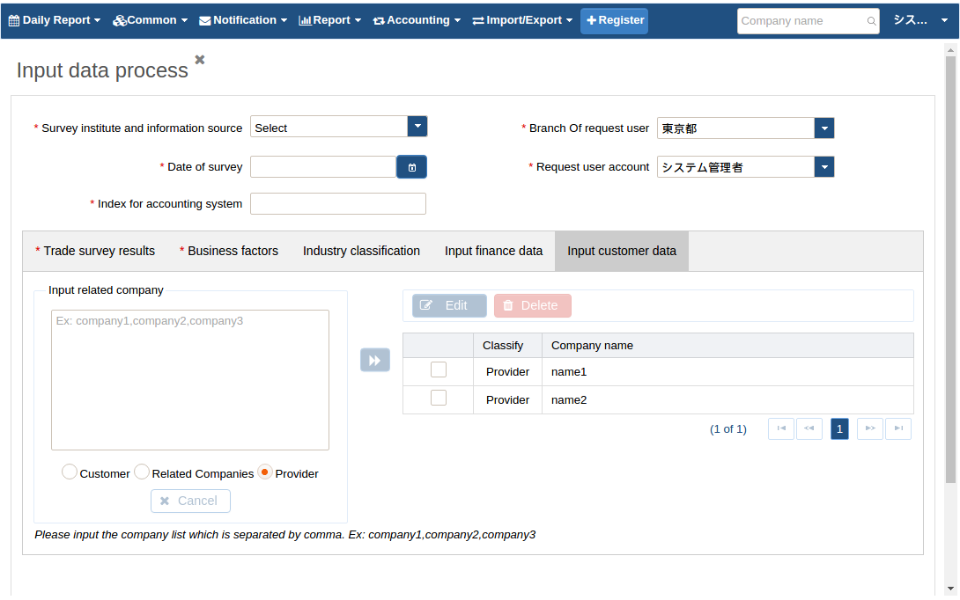 Daily Report Common Notification Report Accounting Import/Export Register Company name シス...
Input data process
* Survey institute and information source Select * Branch Of request user 東京都
* Date of survey * Request user account システム管理者
* Index for accounting system
* Trade survey results * Business factors Industry classification Input finance data Input customer data
Input related company
Ex: company1,company2,company3
Edit Delete
Classify Company name
Provider name1
Provider name2
(1 of 1) 1
Customer Related Companies Provider
Cancel
Please input the company list which is separated by comma. Ex: company1,company2,company3